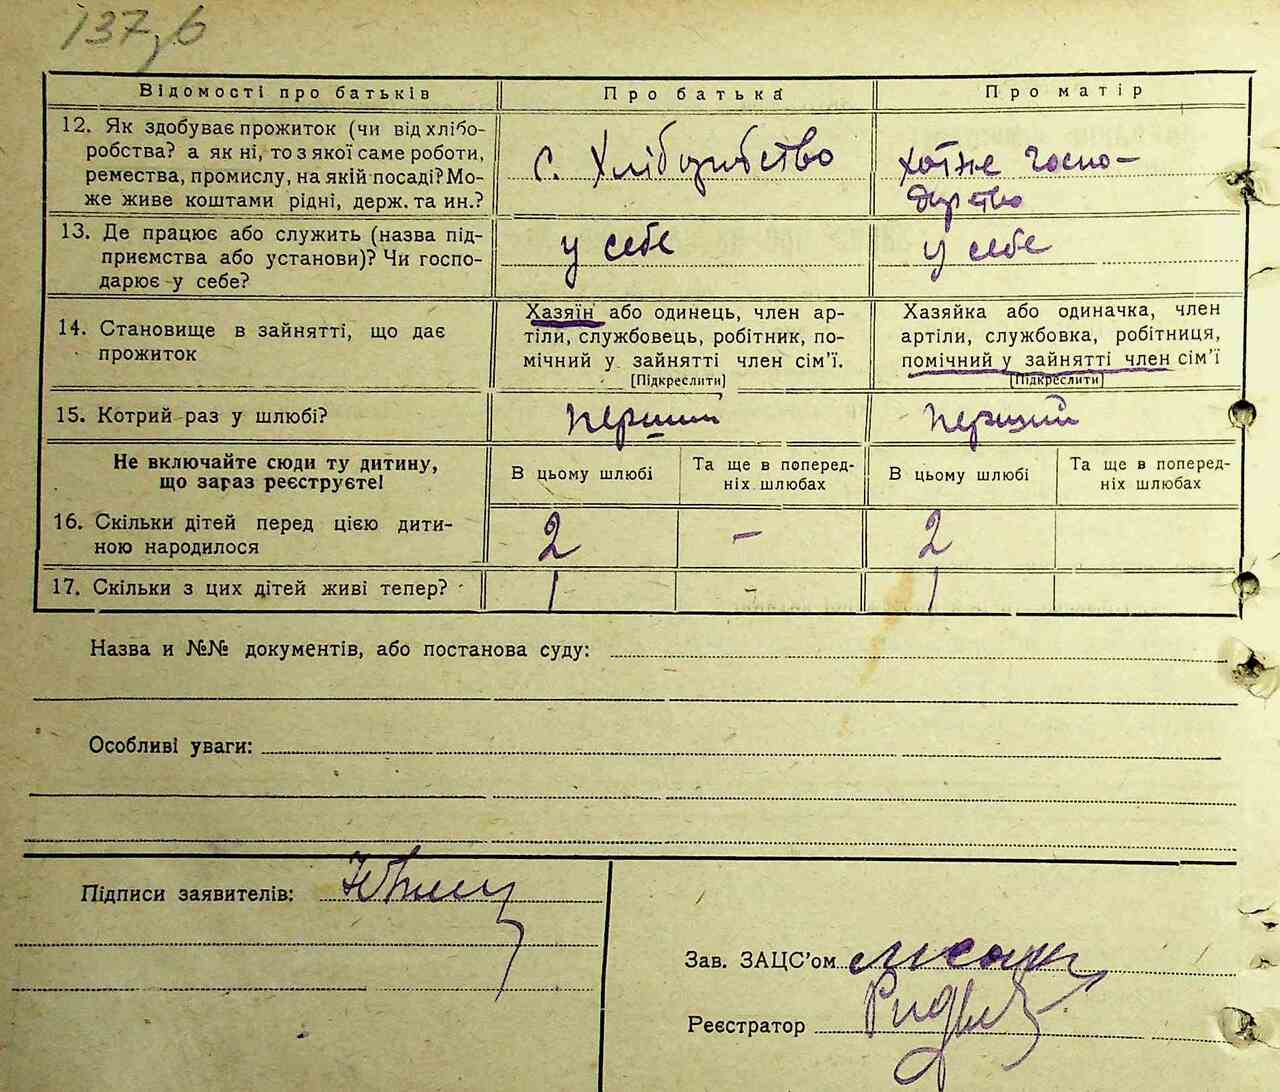 137зв
Відомості про батьків
Про батька
Про матір
12. Як здобуває прожиток (чи від хлібо-
робства? а як ні, то з якої саме роботи,
ремества, промислу, на якій посаді? Мо-
же живе коштами рідні, держ. та ин.?
с. Хліборобство
хатне госпо-
дарство
13. Де працює або служить (назва під-
приємства або установи)? Чи госпо-
дарює у себе?
у себе
у себе
14. Становище в зайнятті, що дає
прожиток
Хазяїн або одинець, член ар-
тіли, службовець, робітник, по-
мічний у зайнятті член сім'ї.
[Підкреслити]
Хазяйка або одиначка, член
артіли, службовка, робітниця,
помічний у зайнятті член сім'ї
[Підкреслити]
15. Котрий раз у шлюбі?
перший
перший
Не включайте сюди ту дитину,
що зараз реєструєте!
В цьому шлюбі
Та ще в поперед-
ніх шлюбах
В цьому шлюбі
Та ще в поперед-
ніх шлюбах
16. Скільки дітей перед цією дити-
ною народилося
2
-
2
17. Скільки з цих дітей живі тепер?
1
-
1
Назва и №№ документів, або постанова суду:
Особливі уваги:
Підписи заявителів:
Зав. ЗАЦС'ом
Реєстратор